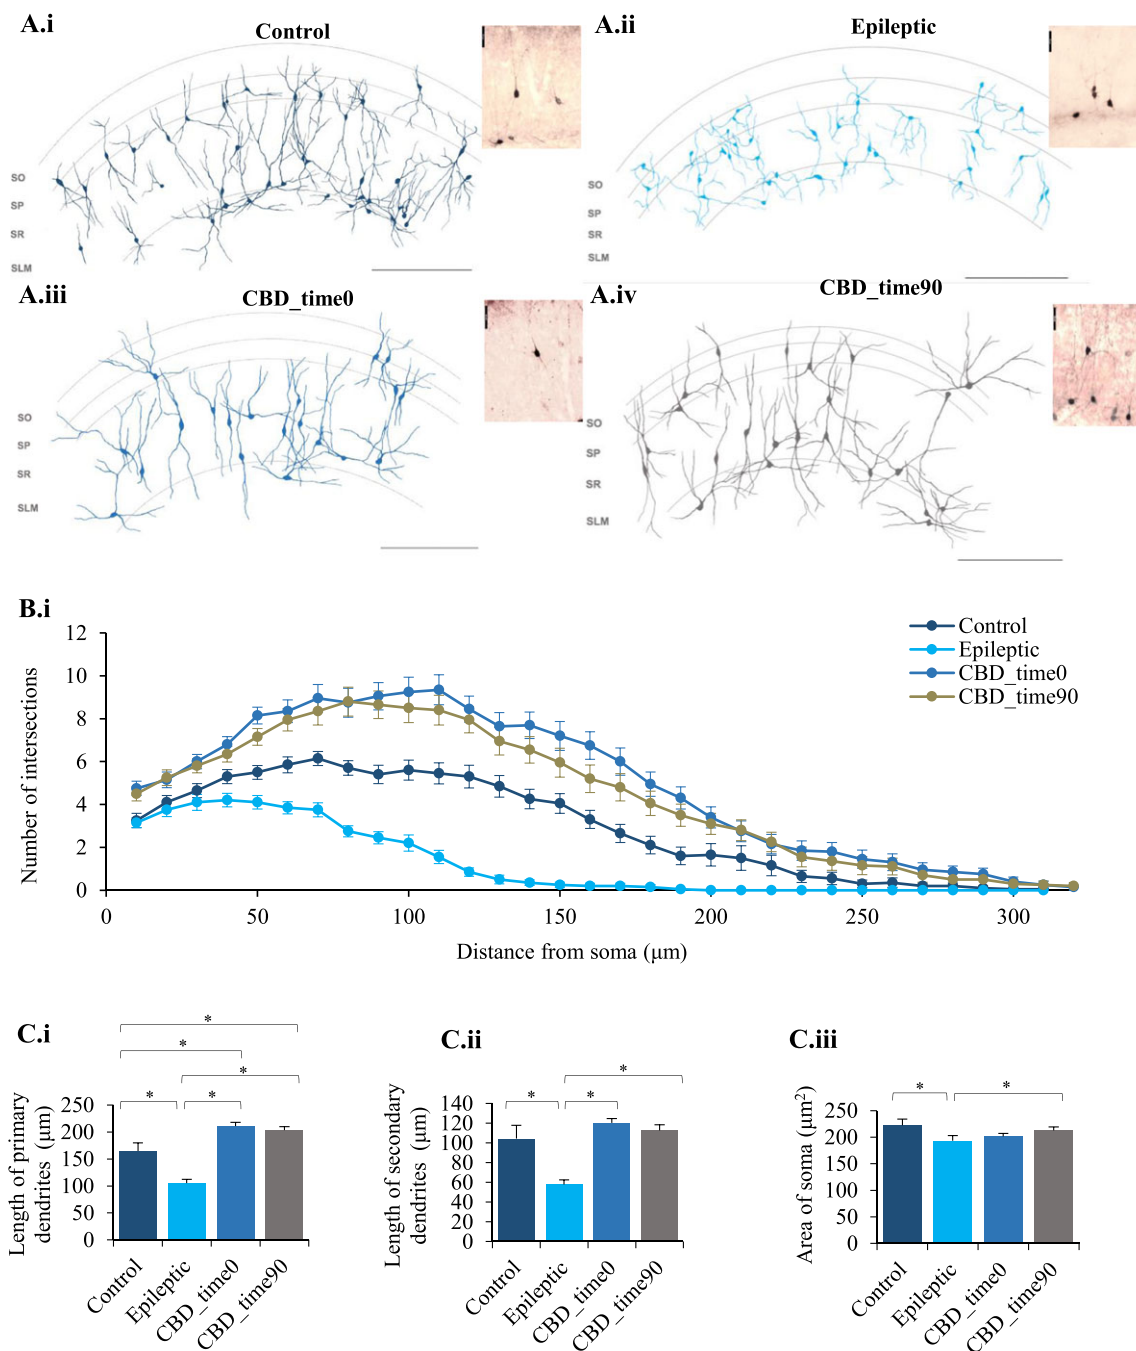 A.i
Control
A.ii
Epileptic
SO
SP
SR
SLM
SO
SP
SR
SLM
A.iii
CBD_time0
A.iv
CBD_time90
SO
SP
SR
SLM
SO
SP
SR
SLM
B.i
Number of intersections
12
10
8
6
4
2
0
0
50
100
150
200
250
300
Distance from soma (μm)
Control
Epileptic
CBD_time0
CBD_time90
C.i
*
*
*
*
*
Length of primary
dendrites (μm)
250
200
150
100
50
0
Control
Epileptic
CBD_time0
CBD_time90
C.ii
*
*
*
Length of secondary
dendrites (μm)
140
120
100
80
60
40
20
0
Control
Epileptic
CBD_time0
CBD_time90
C.iii
*
*
Area of soma (μm²)
250
200
150
200
50
0
Control
Epileptic
CBD_time0
CBD_time90